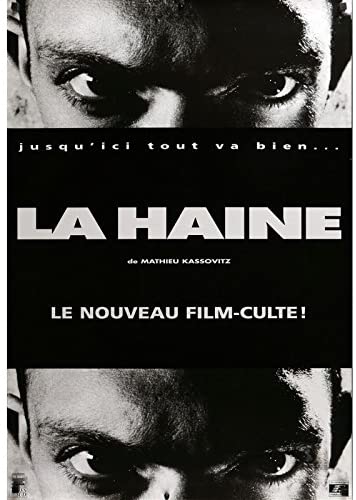 jusqu'ici tout va bien...
LA HAINE
de MATHIEU KASSOVITZ
LE NOUVEAU FILM-CULTE !